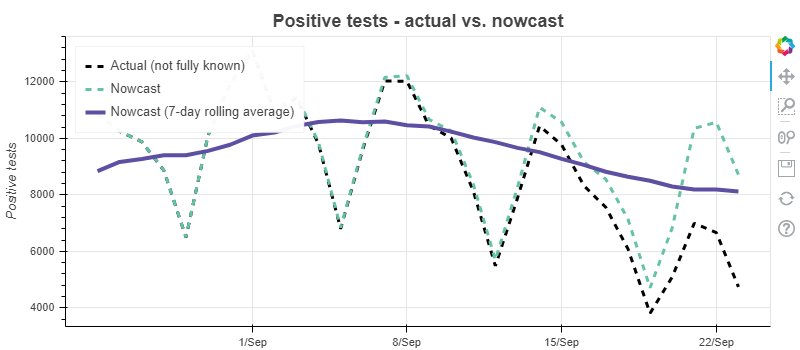 Positive tests - actual vs. nowcast
Actual (not fully known)
Nowcast
Nowcast (7-day rolling average)
12000
10000
8000
6000
4000
Positive tests
1/Sep
8/Sep
15/Sep
22/Sep